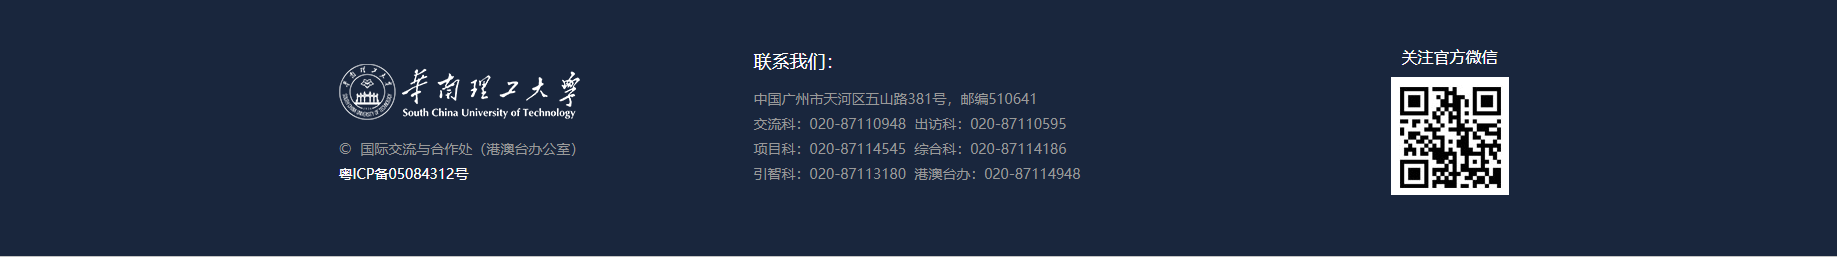 華南理工大學
South China University of Technology
© 国际交流与合作处（港澳台办公室）
粤ICP备05084312号
联系我们：
中国广州市天河区五山路381号，邮编510641
交流科：020-87110948 出访科：020-87110595
项目科：020-87114545 综合科：020-87114186
引智科：020-87113180 港澳台办：020-87114948
关注官方微信